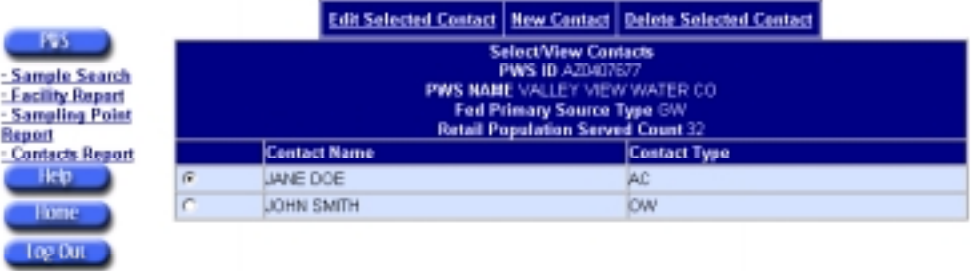 Edit Selected Contact New Contact Delete Selected Contact
PWS
- Sample Search
- Facility Report
- Sampling Point
Report
- Contacts Report
Help
Home
Log Out
Select/View Contacts
PWS ID AZ0407677
PWS NAME VALLEY VIEW WATER CO
Fed Primary Source Type GW
Retail Population Served Count 32
Contact Name Contact Type
JANE DOE AC
JOHN SMITH OW